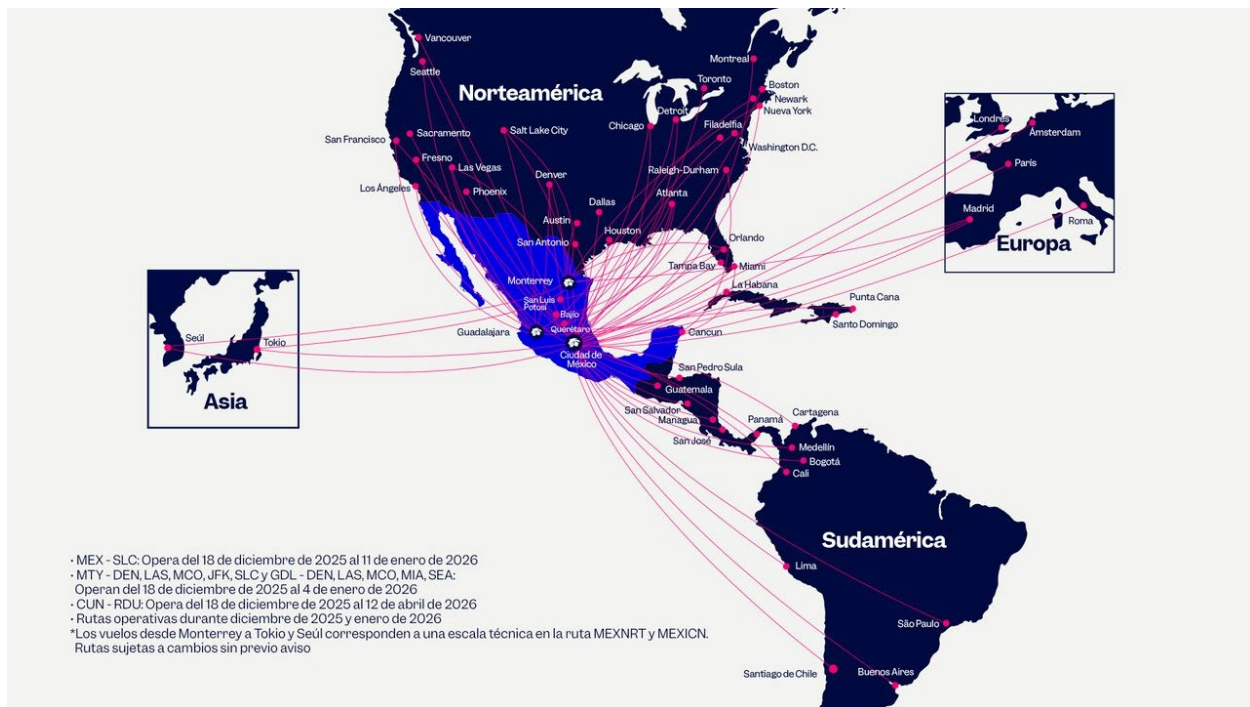 Vancouver
Seattle
Norteamérica
Montreal
Toronto
Boston
Newark
Nueva York
Detroit
Chicago
Filadelfia
Washington D.C.
San Francisco
Sacramento
Salt Lake City
Fresno
Las Vegas
Denver
Raleigh-Durham
Los Ángeles
Phoenix
Atlanta
Dallas
Austin
Houston
San Antonio
Orlando
Tampa Bay
Miami
Monterrey
La Habana
San Luis
Potosí
Bajío
Punta Cana
Querétaro
Santo Domingo
Guadalajara
Cancun
Ciudad de
México
San Pedro Sula
Guatemala
San Salvador
Managua
San José
Panamá
Cartagena
Medellín
Bogotá
Cali
Londres
Ámsterdam
París
Madrid
Roma
Europa
Seúl
Tokio
Asia
Sudamérica
Lima
São Paulo
Santiago de Chile
Buenos Aires
• MEX - SLC: Opera del 18 de diciembre de 2025 al 11 de enero de 2026
• MTY - DEN, LAS, MCO, JFK, SLC y GDL - DEN, LAS, MCO, MIA, SEA:
Operan del 18 de diciembre de 2025 al 4 de enero de 2026
• CUN - RDU: Opera del 18 de diciembre de 2025 al 12 de abril de 2026
• Rutas operativas durante diciembre de 2025 y enero de 2026
*Los vuelos desde Monterrey a Tokio y Seúl corresponden a una escala técnica en la ruta MEXNRT y MEXICN.
Rutas sujetas a cambios sin previo aviso